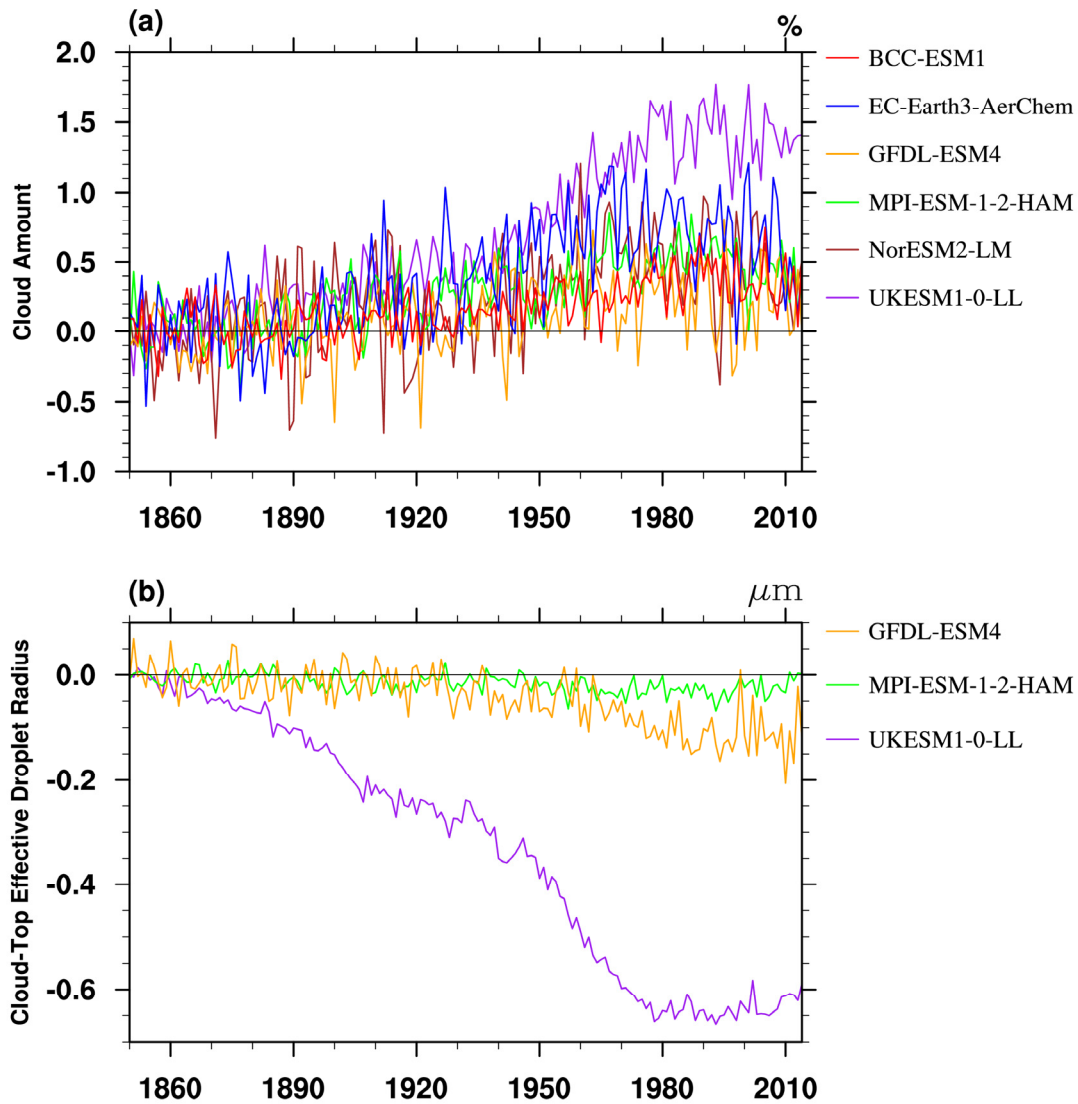 (a)
%
Cloud Amount
2.0
1.5
1.0
0.5
0.0
-0.5
-1.0
1860 1890 1920 1950 1980 2010
BCC-ESM1
EC-Earth3-AerChem
GFDL-ESM4
MPI-ESM-1-2-HAM
NorESM2-LM
UKESM1-0-LL
(b)
μm
Cloud-Top Effective Droplet Radius
0.0
-0.2
-0.4
-0.6
1860 1890 1920 1950 1980 2010
GFDL-ESM4
MPI-ESM-1-2-HAM
UKESM1-0-LL